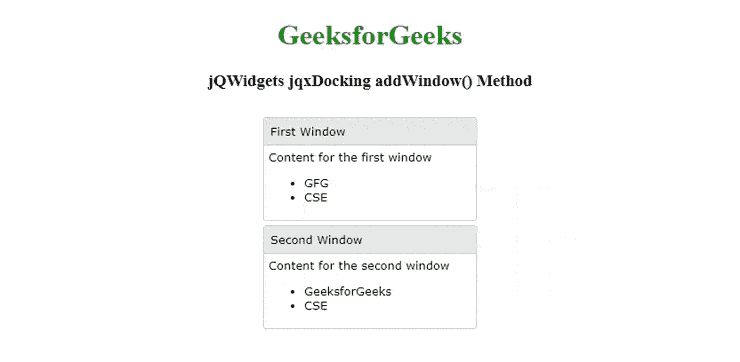 GeeksforGeeks
jQWidgets jqxDocking addWindow() Method
First Window
Content for the first window
GFG
CSE
Second Window
Content for the second window
GeeksforGeeks
CSE